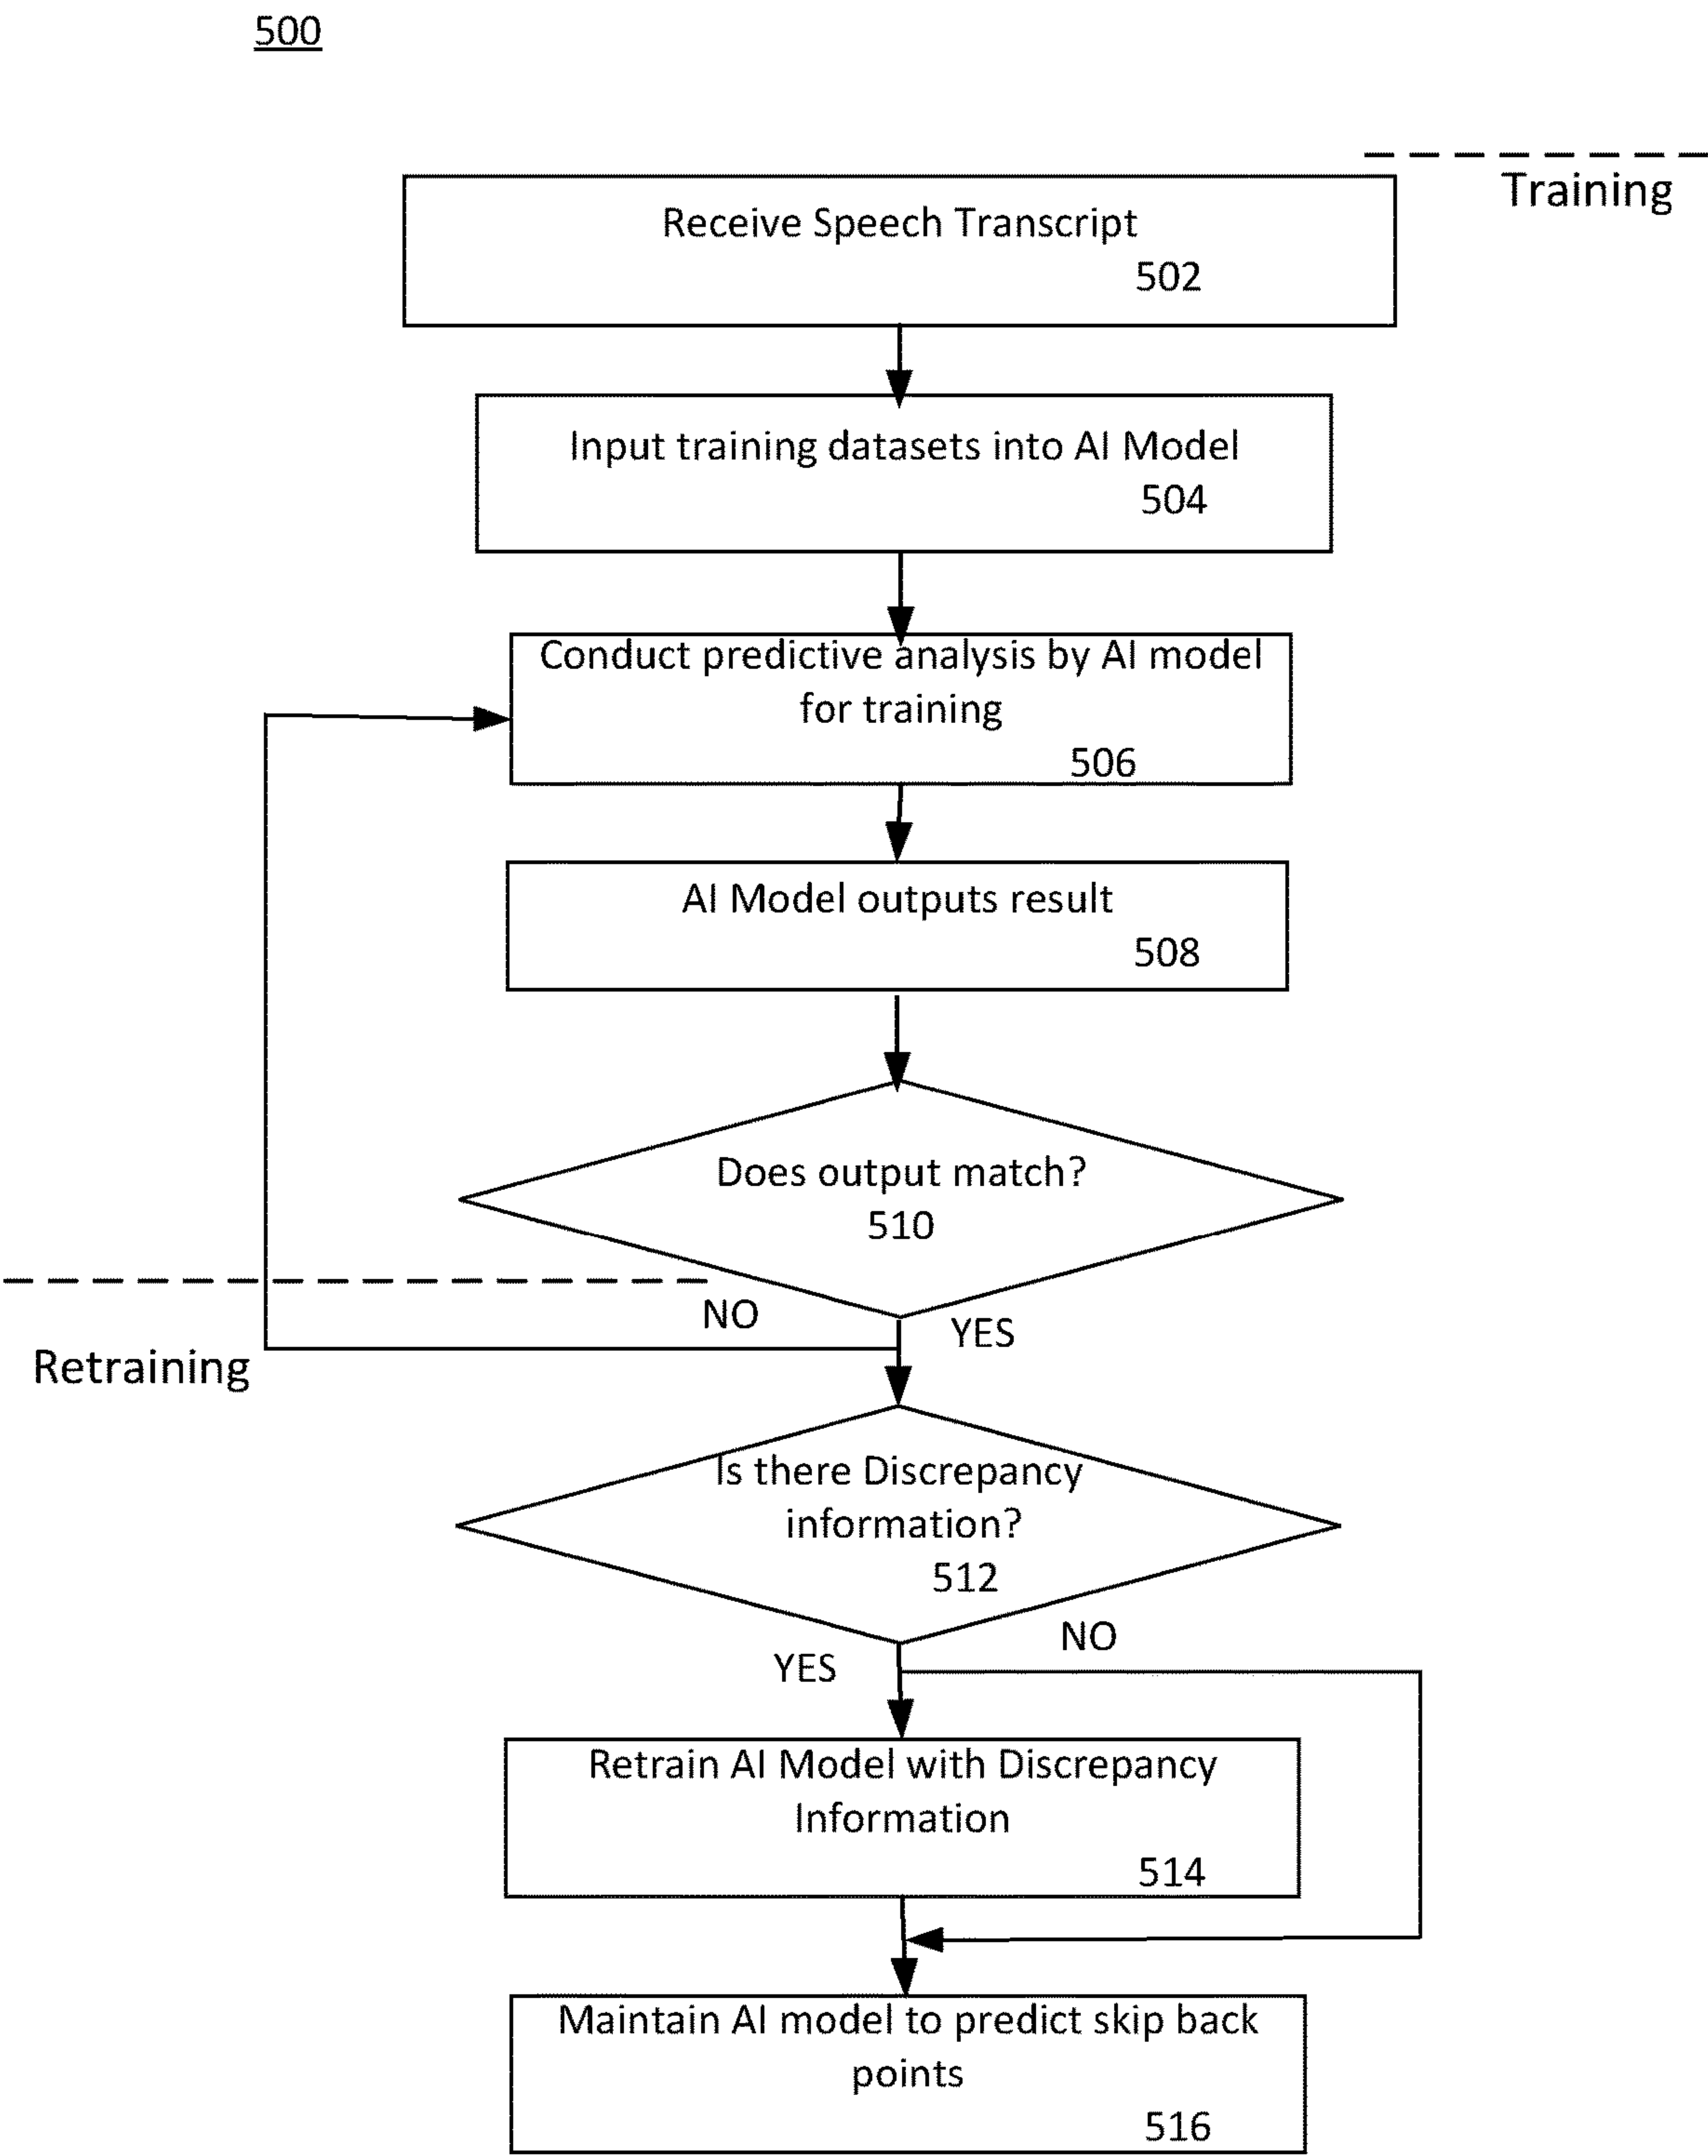 500
Training
Receive Speech Transcript
502
Input training datasets into AI Model
504
Conduct predictive analysis by AI model
for training
506
AI Model outputs result
508
Does output match?
510
NO
YES
Retraining
Is there Discrepancy
information?
512
NO
YES
Retrain AI Model with Discrepancy
Information
514
Maintain AI model to predict skip back
points
516